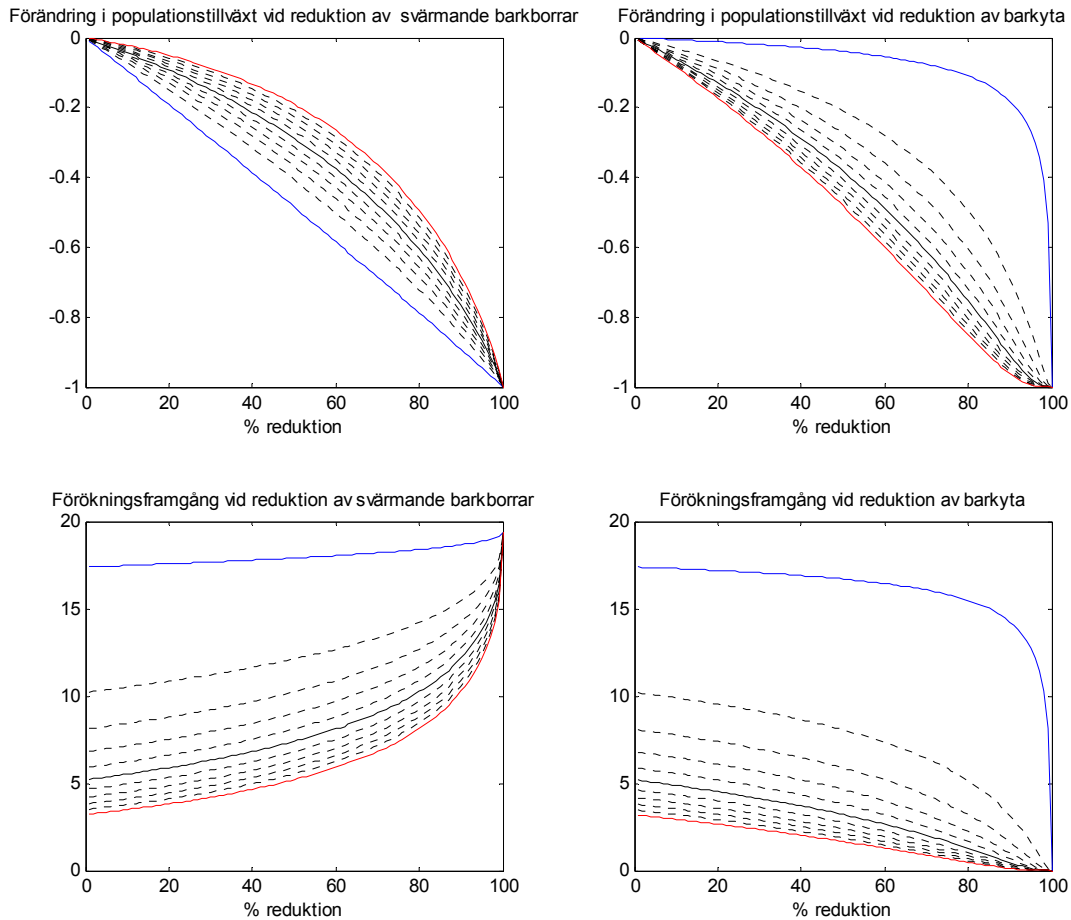 Förändring i populationstillväxt vid reduktion av svärmande barkborrar
0
-0.2
-0.4
-0.6
-0.8
-1
0 20 40 60 80 100
% reduktion
Förändring i populationstillväxt vid reduktion av barkyta
0
-0.2
-0.4
-0.6
-0.8
-1
0 20 40 60 80 100
% reduktion
Förökningsframgång vid reduktion av svärmande barkborrar
20
15
10
5
0
0 20 40 60 80 100
% reduktion
Förökningsframgång vid reduktion av barkyta
20
15
10
5
0
0 20 40 60 80 100
% reduktion